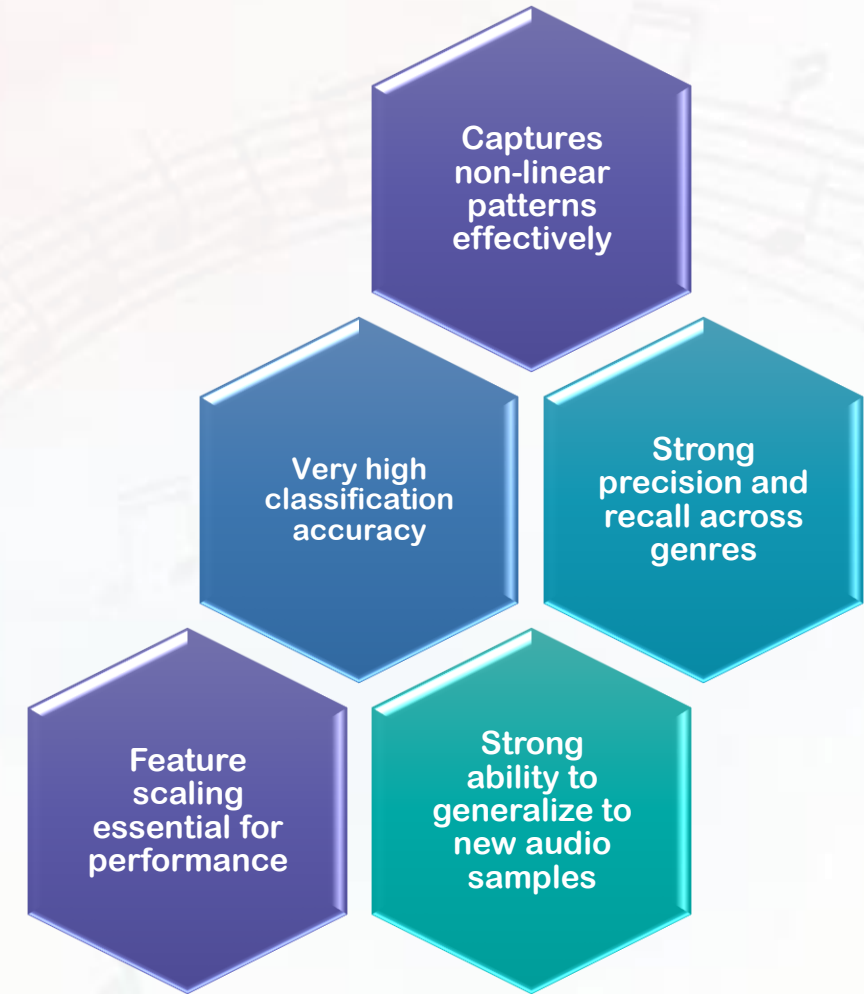 Captures
non-linear
patterns
effectively
Very high
classification
accuracy
Strong
precision and
recall across
genres
Feature
scaling
essential for
performance
Strong
ability to
generalize to
new audio
samples